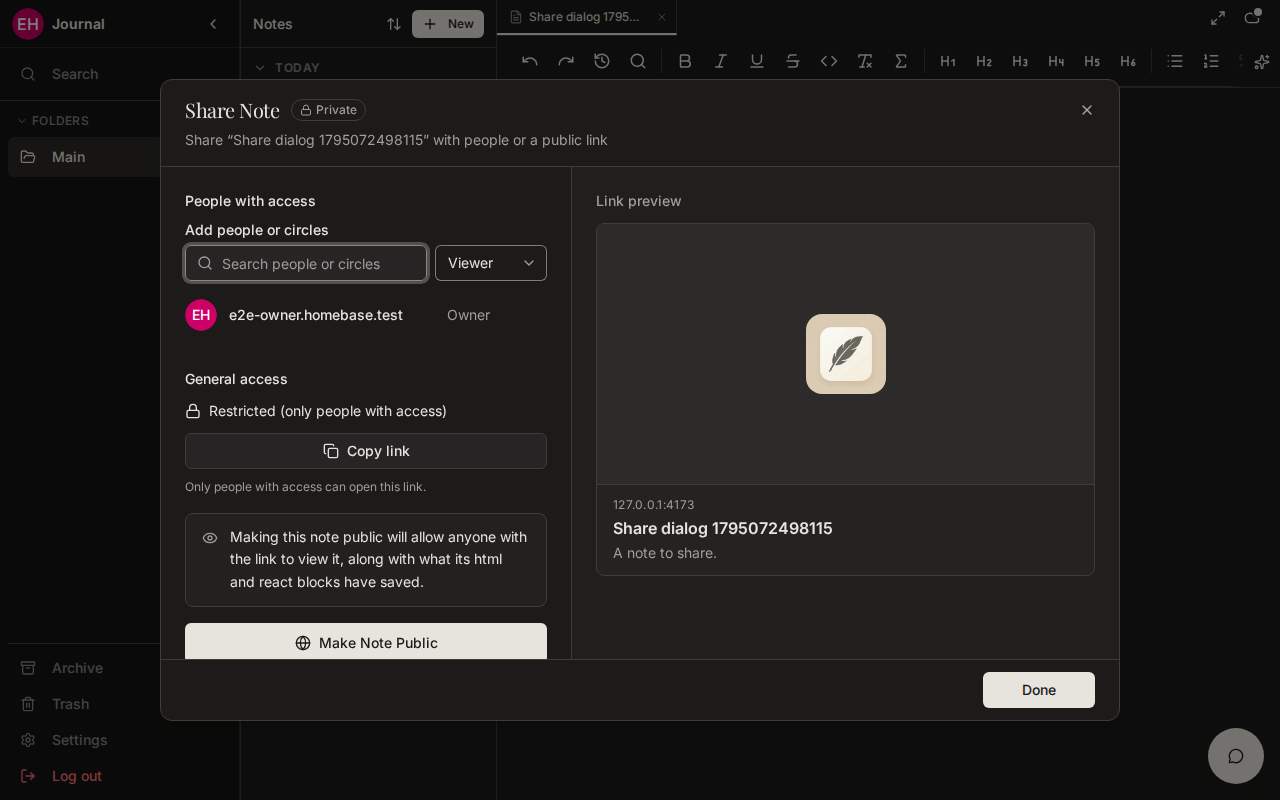 EH Journal
Notes
New
Share dialog 1795...
Search
TODAY
B I U S H1 H2 H3 H4 H5 H6
FOLDERS
Main
Share Note
Private
Share “Share dialog 1795072498115” with people or a public link
People with access
Add people or circles
Search people or circles
Viewer
EH e2e-owner.homebase.test
Owner
General access
Restricted (only people with access)
Copy link
Only people with access can open this link.
Making this note public will allow anyone with
the link to view it, along with what its html
and react blocks have saved.
Make Note Public
Link preview
127.0.0.1:4173
Share dialog 1795072498115
A note to share.
Done
Archive
Trash
Settings
Log out